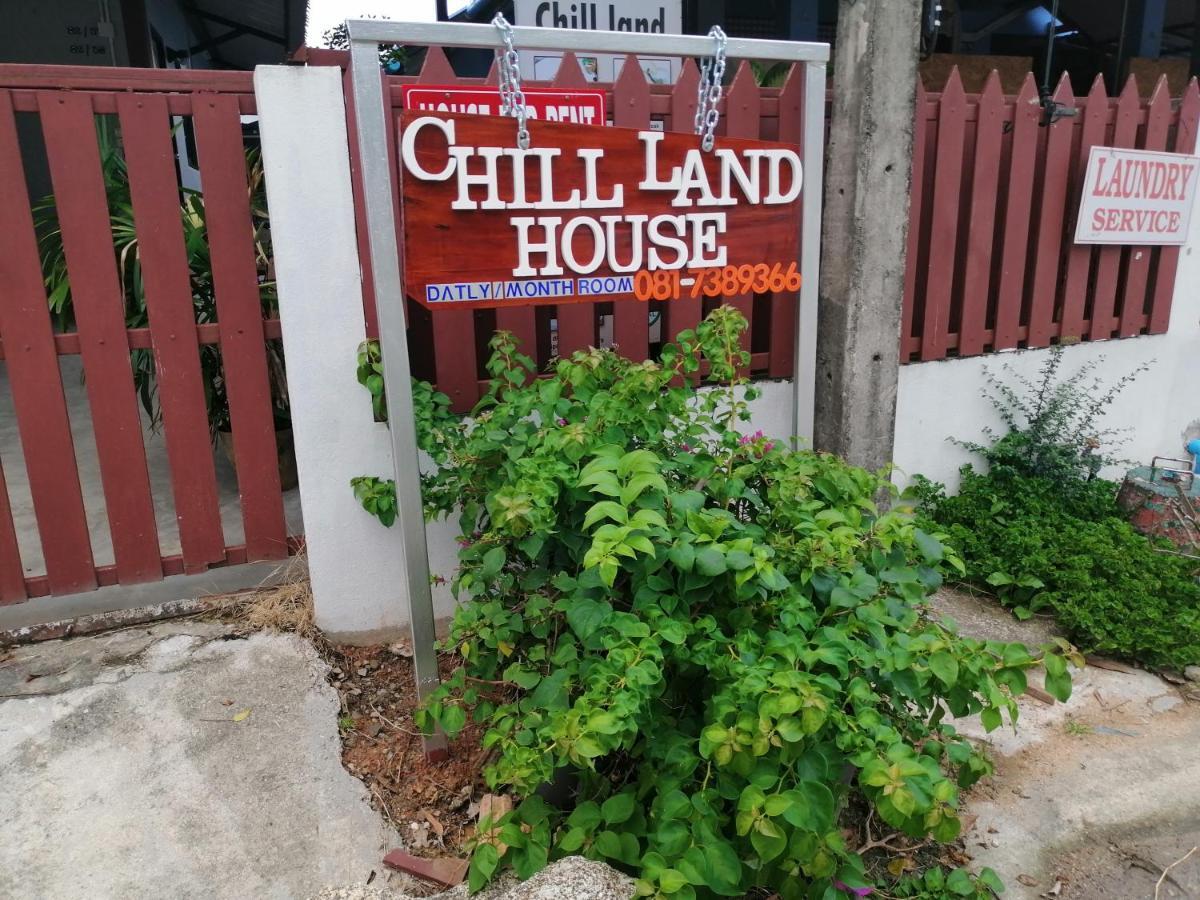 Chill land
HOUSE FOR RENT
CHILL LAND
HOUSE
DATLY/MONTH ROOM 081-7389366
LAUNDRY
SERVICE